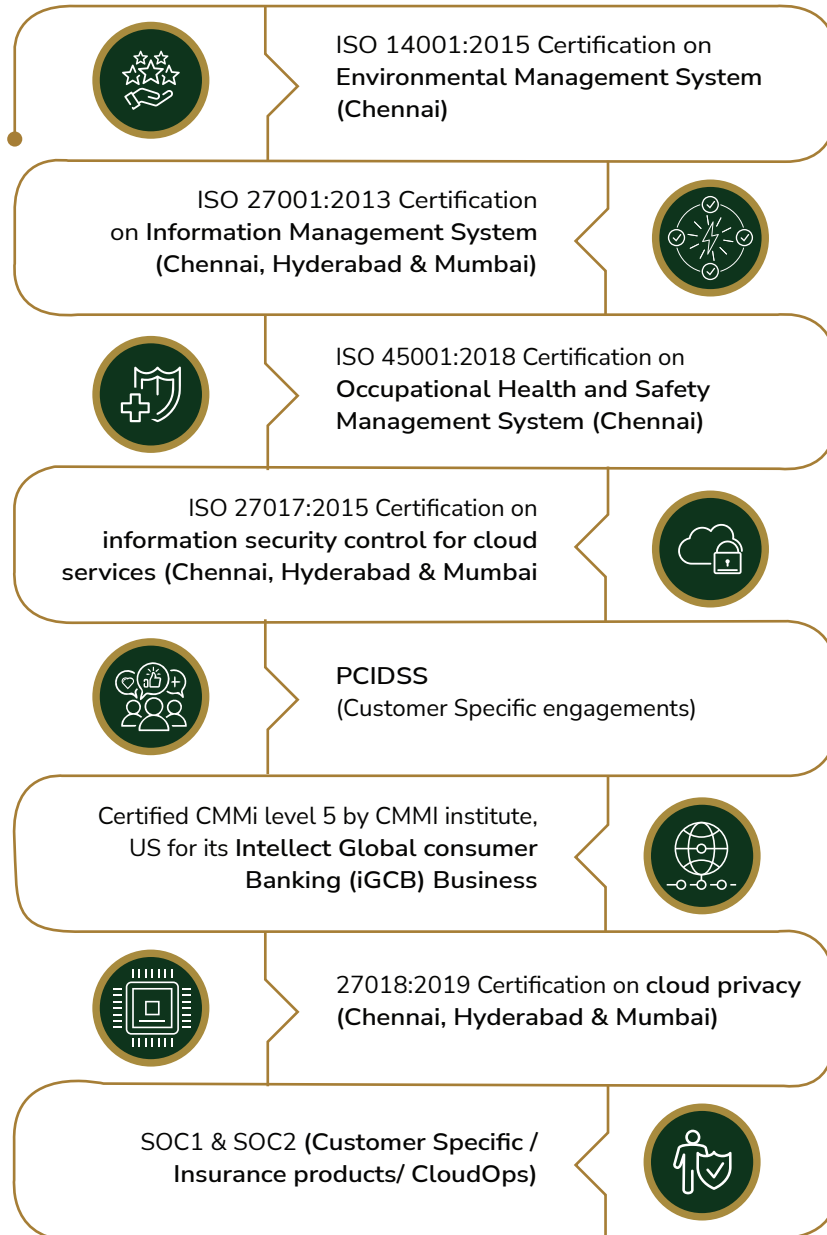 ISO 14001:2015 Certification on
Environmental Management System
(Chennai)
ISO 27001:2013 Certification
on Information Management System
(Chennai, Hyderabad & Mumbai)
ISO 45001:2018 Certification on
Occupational Health and Safety
Management System (Chennai)
ISO 27017:2015 Certification on
information security control for cloud
services (Chennai, Hyderabad & Mumbai
PCIDSS
(Customer Specific engagements)
Certified CMMi level 5 by CMMI institute,
US for its Intellect Global consumer
Banking (iGCB) Business
27018:2019 Certification on cloud privacy
(Chennai, Hyderabad & Mumbai)
SOC1 & SOC2 (Customer Specific /
Insurance products/ CloudOps)